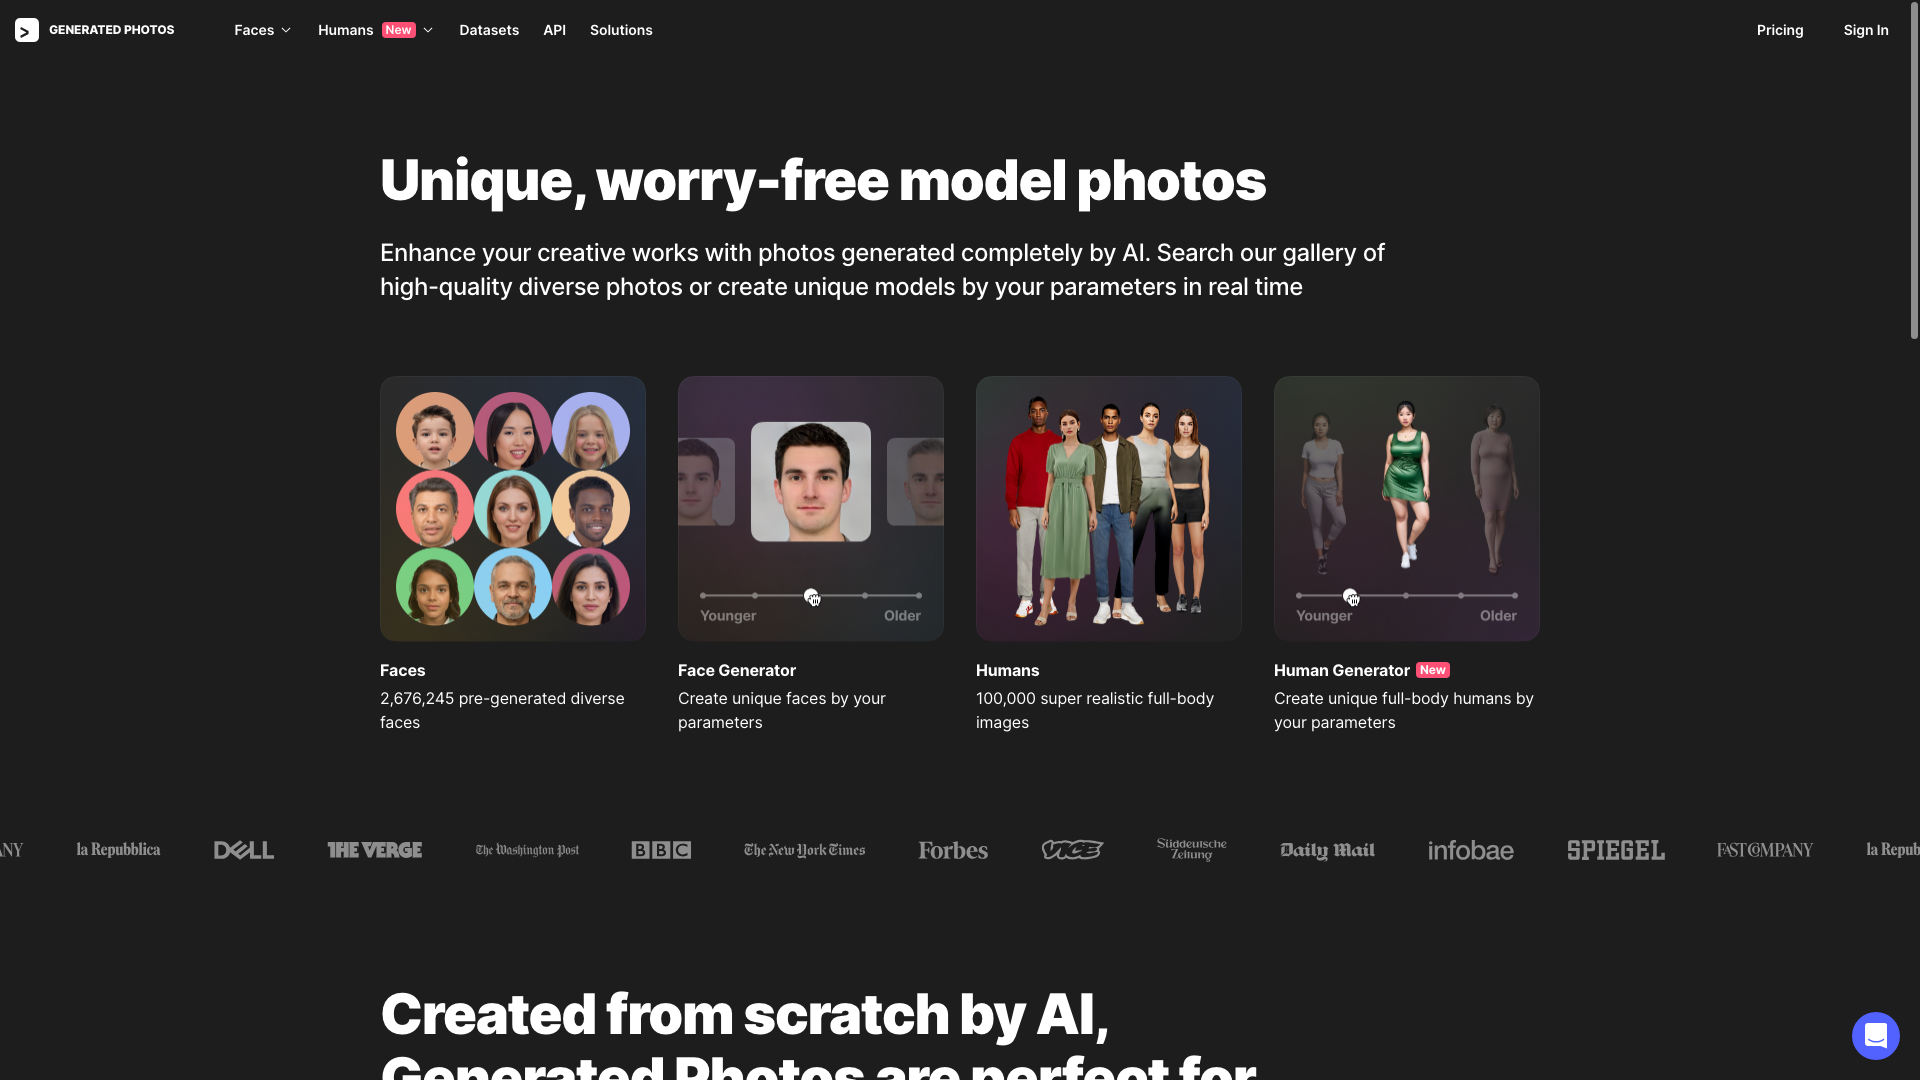 GENERATED PHOTOS
Faces
Humans New
Datasets
API
Solutions
Pricing
Sign In
Unique, worry-free model photos
Enhance your creative works with photos generated completely by AI. Search our gallery of
high-quality diverse photos or create unique models by your parameters in real time
Younger
Older
Younger
Older
Faces
2,676,245 pre-generated diverse
faces
Face Generator
Create unique faces by your
parameters
Humans
100,000 super realistic full-body
images
Human Generator New
Create unique full-body humans by
your parameters
ANY
la Repubblica
DELL
THE VERGE
The Washington Post
BBC
The New York Times
Forbes
VICE
Süddeutsche
Zeitung
Daily Mail
infobae
SPIEGEL
FAST COMPANY
la Repub
Created from scratch by AI,
Generated Photos are perfect for